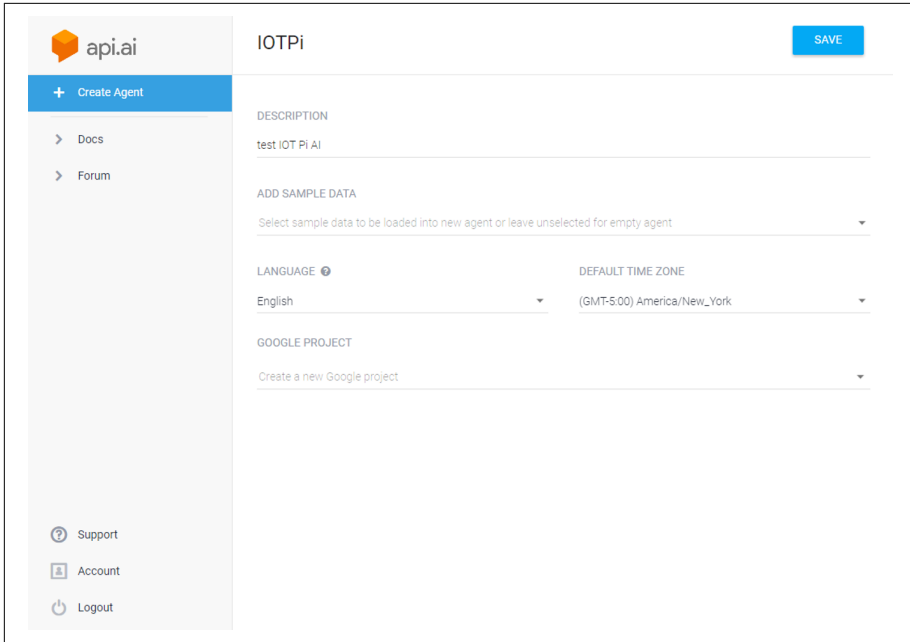 api.ai
IOTPi
SAVE
Create Agent
Docs
Forum
DESCRIPTION
test IOT Pi AI
ADD SAMPLE DATA
Select sample data to be loaded into new agent or leave unselected for empty agent
LANGUAGE
DEFAULT TIME ZONE
English
(GMT-5:00) America/New_York
GOOGLE PROJECT
Create a new Google project
Support
Account
Logout